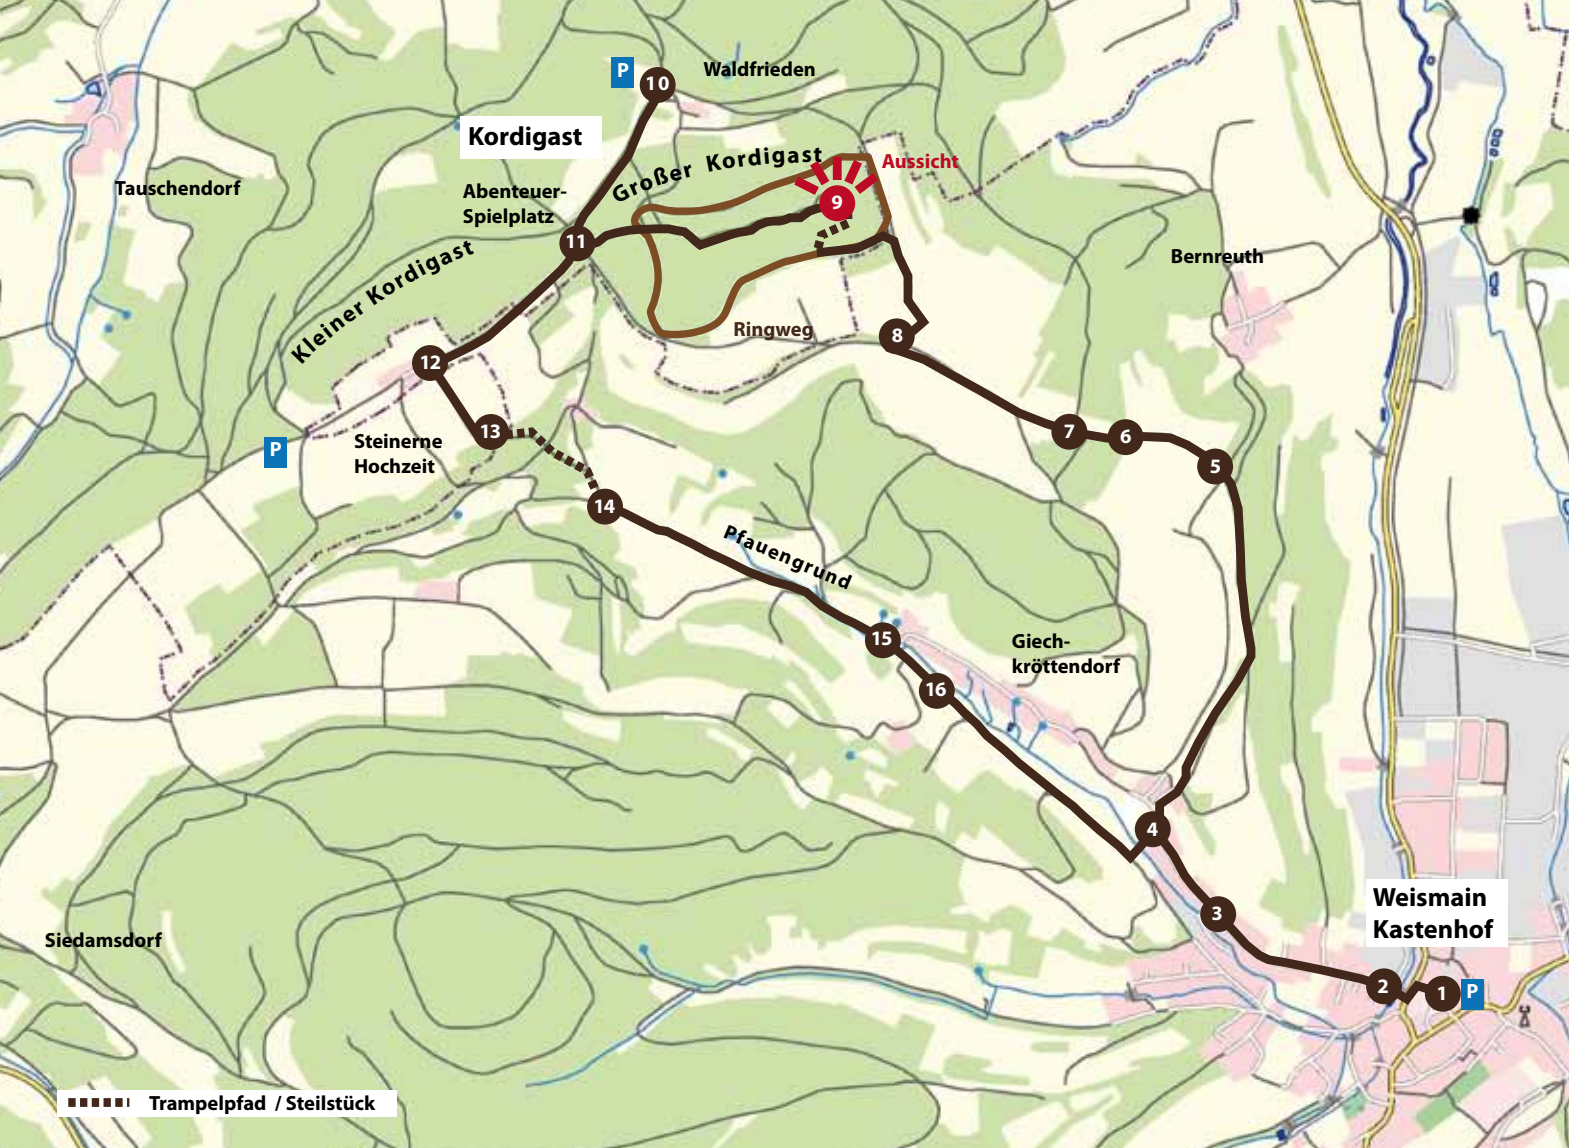 P
10
Waldfrieden
Kordigast
Großer Kordigast
Aussicht
Tauschendorf
Abenteuer-
Spielplatz
9
11
Kleiner Kordigast
Bernreuth
Ringweg
8
12
P
Steinerne
Hochzeit
13
7
6
5
14
Pfauengrund
15
Giech-
kröttendorf
16
4
Weismain
Kastenhof
3
Siedamsdorf
2
1
P
Trampelpfad / Steilstück